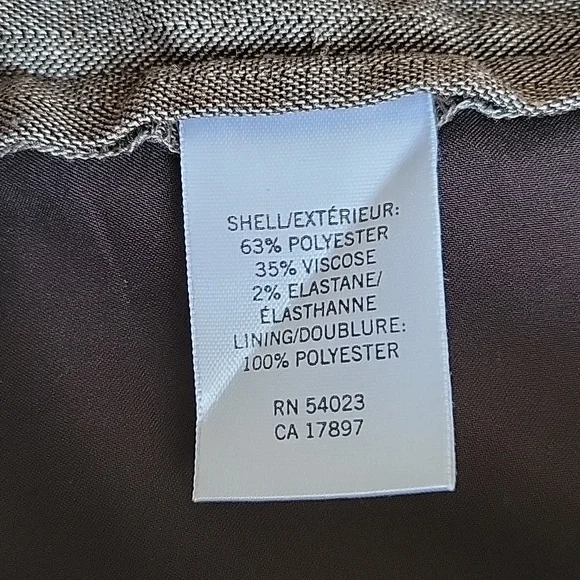 SHELL/EXTÉRIEUR:
63% POLYESTER
35% VISCOSE
2% ELASTANE/
ÉLASTHANNE
LINING/DOUBLURE:
100% POLYESTER
RN 54023
CA 17897